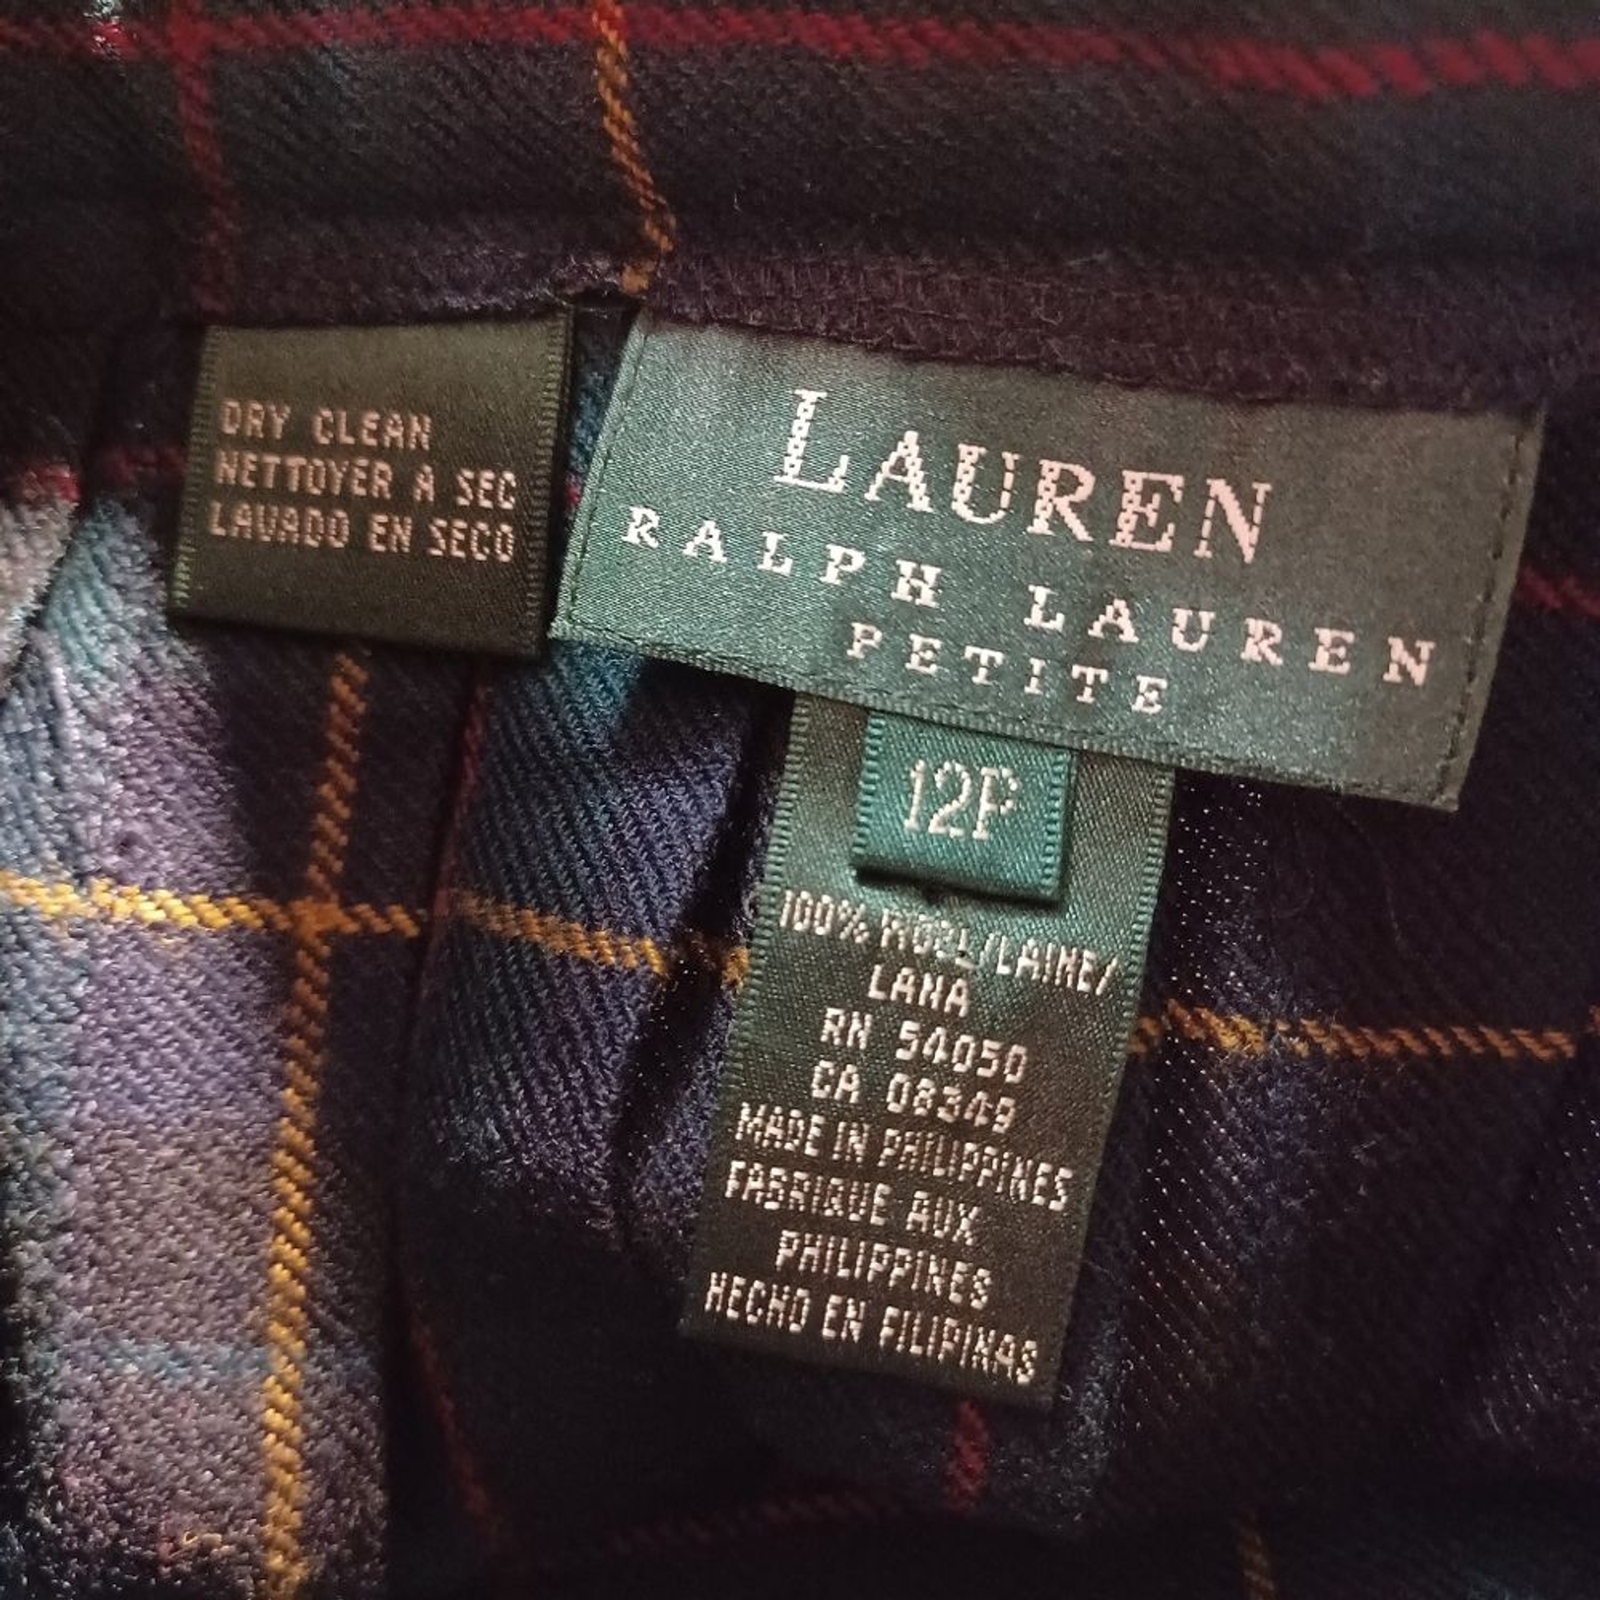 DRY CLEAN
NETTOYER A SEC
LAVADO EN SECO
LAUREN
RALPH LAUREN
PETITE
12P
100% WOOL/LAINE/
LANA
RN 54050
CA 08349
MADE IN PHILIPPINES
FABRIQUE AUX
PHILIPPINES
HECHO EN FILIPINAS